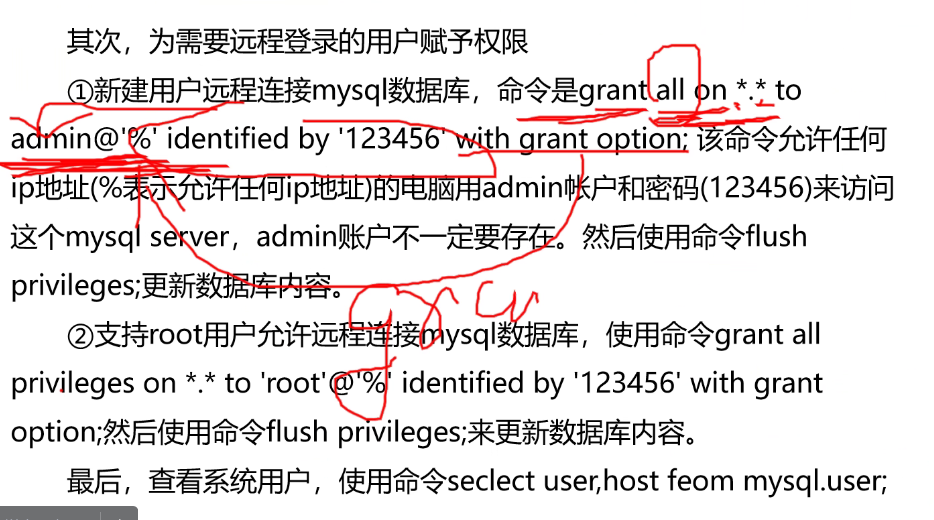 其次，为需要远程登录的用户赋予权限
①新建用户远程连接mysql数据库，命令是grant all on *.* to
admin@'%' identified by '123456' with grant option; 该命令允许任何
ip地址(%表示允许任何ip地址)的电脑用admin帐户和密码(123456)来访问
这个mysql server，admin账户不一定要存在。然后使用命令flush
privileges;更新数据库内容。
②支持root用户允许远程连接mysql数据库，使用命令grant all
privileges on *.* to 'root'@'%' identified by '123456' with grant
option;然后使用命令flush privileges;来更新数据库内容。
最后，查看系统用户，使用命令seclect user,host feom mysql.user;